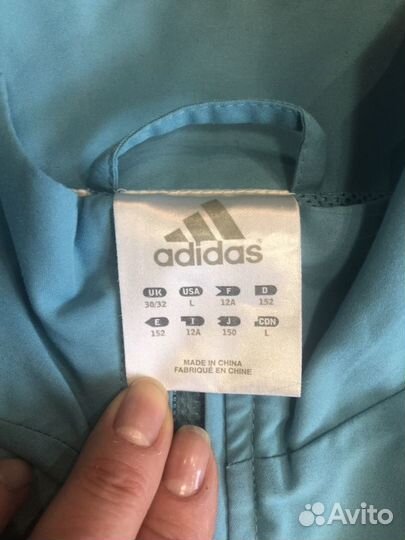 adidas
UK USA F D
30/32 L 12A 152
E I J CDN
152 12A 150 L
MADE IN CHINA
FABRIQUÉ EN CHINE
Avito